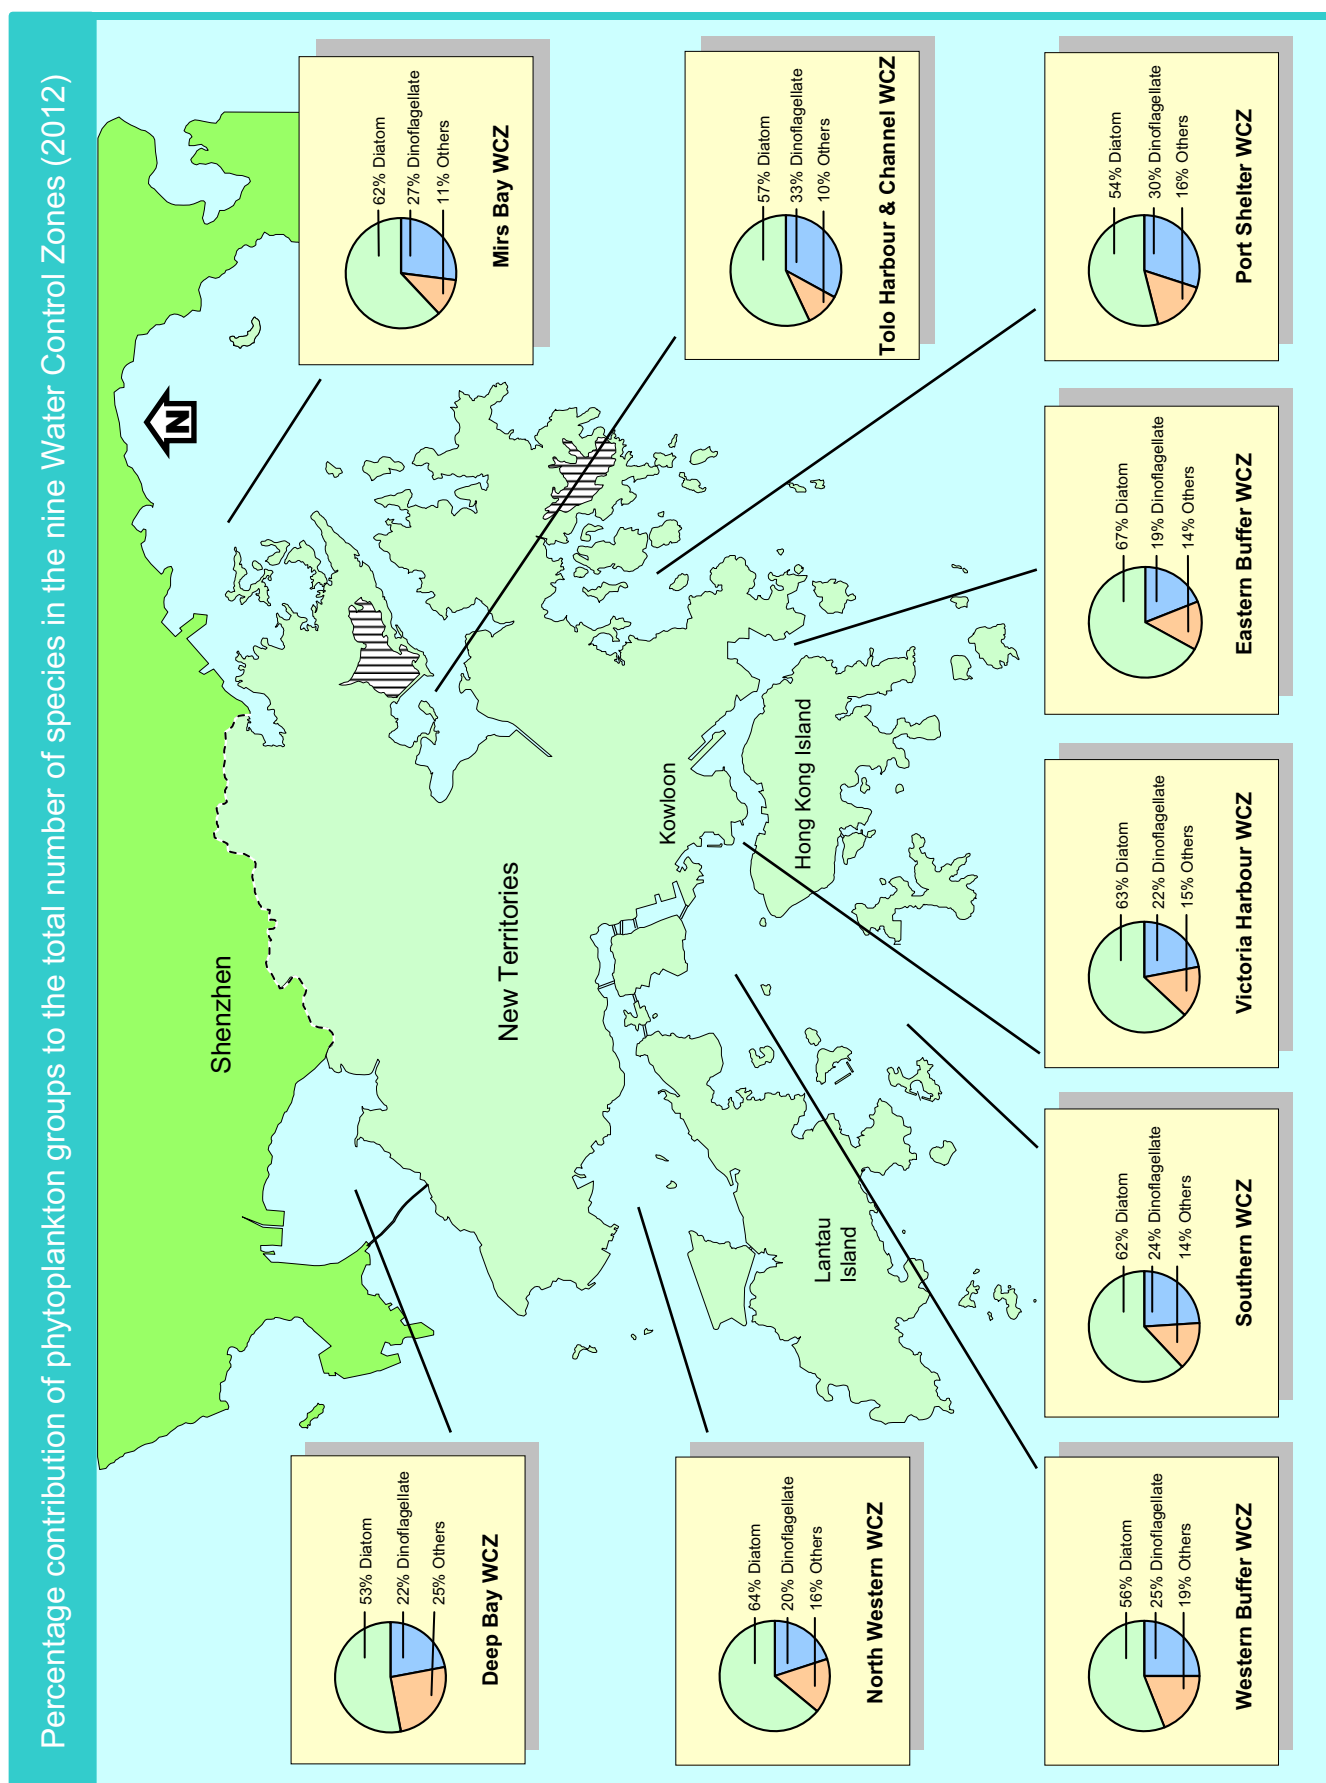 Percentage contribution of phytoplankton groups to the total number of species in the nine Water Control Zones (2012)
N
Shenzhen
New Territories
Kowloon
Hong Kong Island
Lantau
Island
53% Diatom
22% Dinoflagellate
25% Others
Deep Bay WCZ
62% Diatom
27% Dinoflagellate
11% Others
Mirs Bay WCZ
64% Diatom
20% Dinoflagellate
16% Others
North Western WCZ
57% Diatom
33% Dinoflagellate
10% Others
Tolo Harbour & Channel WCZ
56% Diatom
25% Dinoflagellate
19% Others
Western Buffer WCZ
62% Diatom
24% Dinoflagellate
14% Others
Southern WCZ
63% Diatom
22% Dinoflagellate
15% Others
Victoria Harbour WCZ
67% Diatom
19% Dinoflagellate
14% Others
Eastern Buffer WCZ
54% Diatom
30% Dinoflagellate
16% Others
Port Shelter WCZ